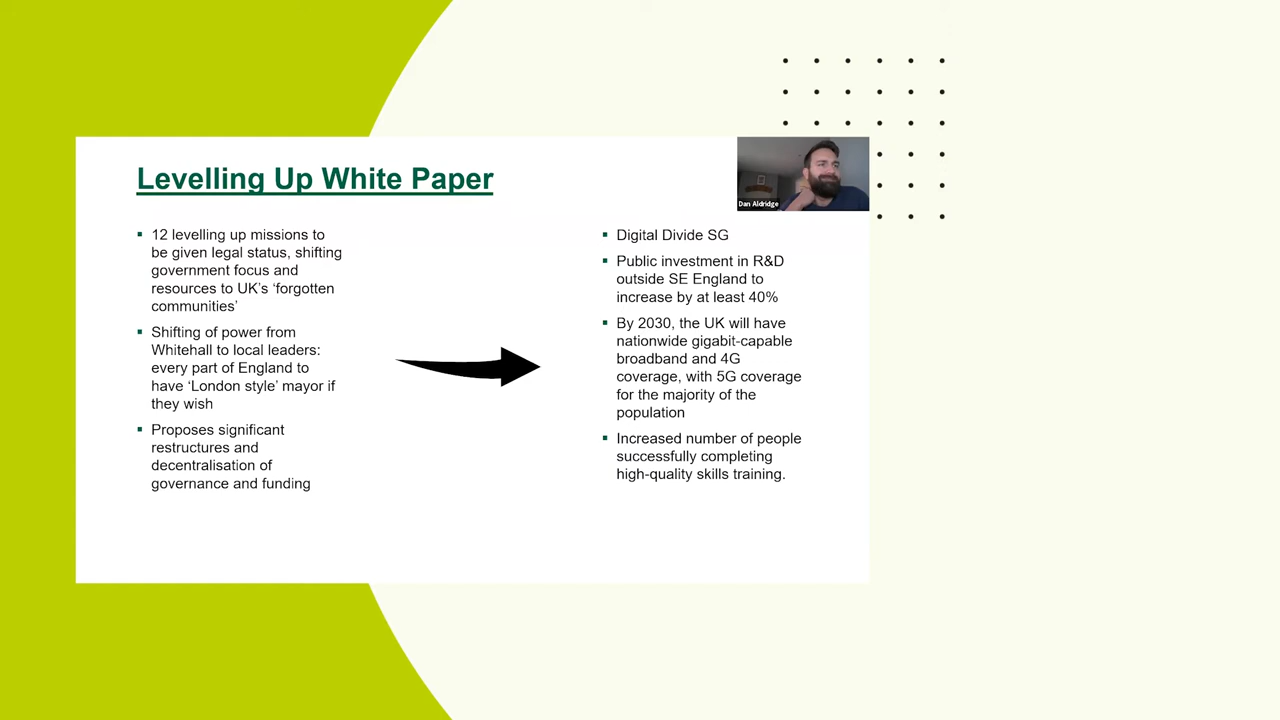 Levelling Up White Paper
Dan Aldridge
▪ 12 levelling up missions to
be given legal status, shifting
government focus and
resources to UK's 'forgotten
communities'
▪ Shifting of power from
Whitehall to local leaders:
every part of England to
have 'London style' mayor if
they wish
▪ Proposes significant
restructures and
decentralisation of
governance and funding
▪ Digital Divide SG
▪ Public investment in R&D
outside SE England to
increase by at least 40%
▪ By 2030, the UK will have
nationwide gigabit-capable
broadband and 4G
coverage, with 5G coverage
for the majority of the
population
▪ Increased number of people
successfully completing
high-quality skills training.